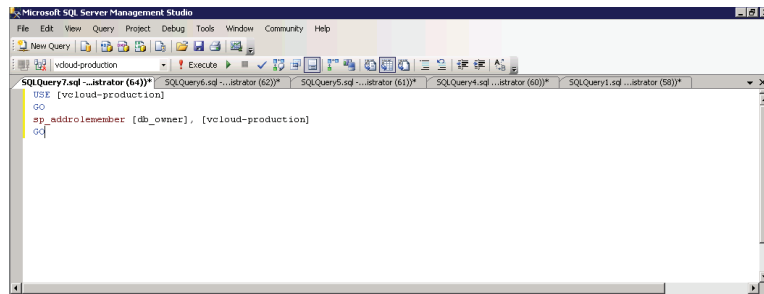 Microsoft SQL Server Management Studio
File Edit View Query Project Debug Tools Window Community Help
New Query
vcloud-production Execute
SQLQuery7.sql -...istrator (64))* SQLQuery6.sql -...istrator (62))* SQLQuery5.sql -...istrator (61))* SQLQuery4.sql ...istrator (60))* SQLQuery1.sql ...istrator (58))*
USE [vcloud-production]
GO
sp_addrolemember [db_owner], [vcloud-production]
GO